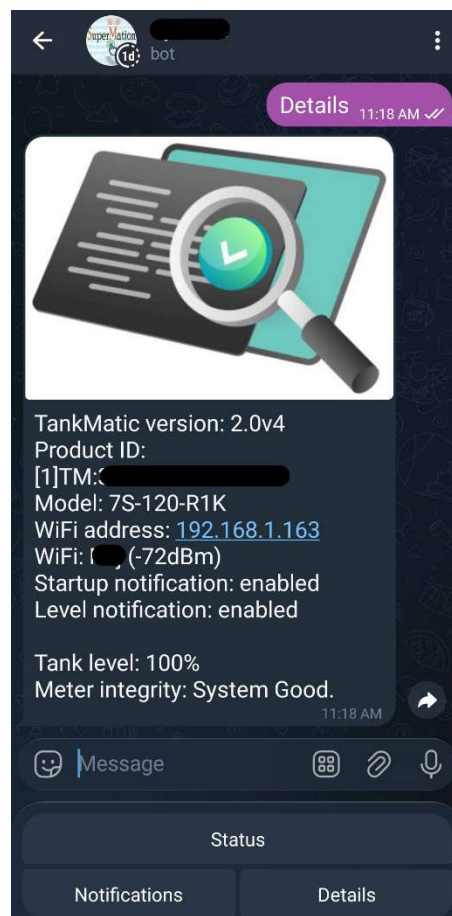 SuperMation
1d
bot
Details
11:18 AM
TankMatic version: 2.0v4
Product ID:
[1]TM:
Model: 7S-120-R1K
WiFi address: 192.168.1.163
WiFi: (-72dBm)
Startup notification: enabled
Level notification: enabled
Tank level: 100%
Meter integrity: System Good.
11:18 AM
Message
Status
Notifications
Details